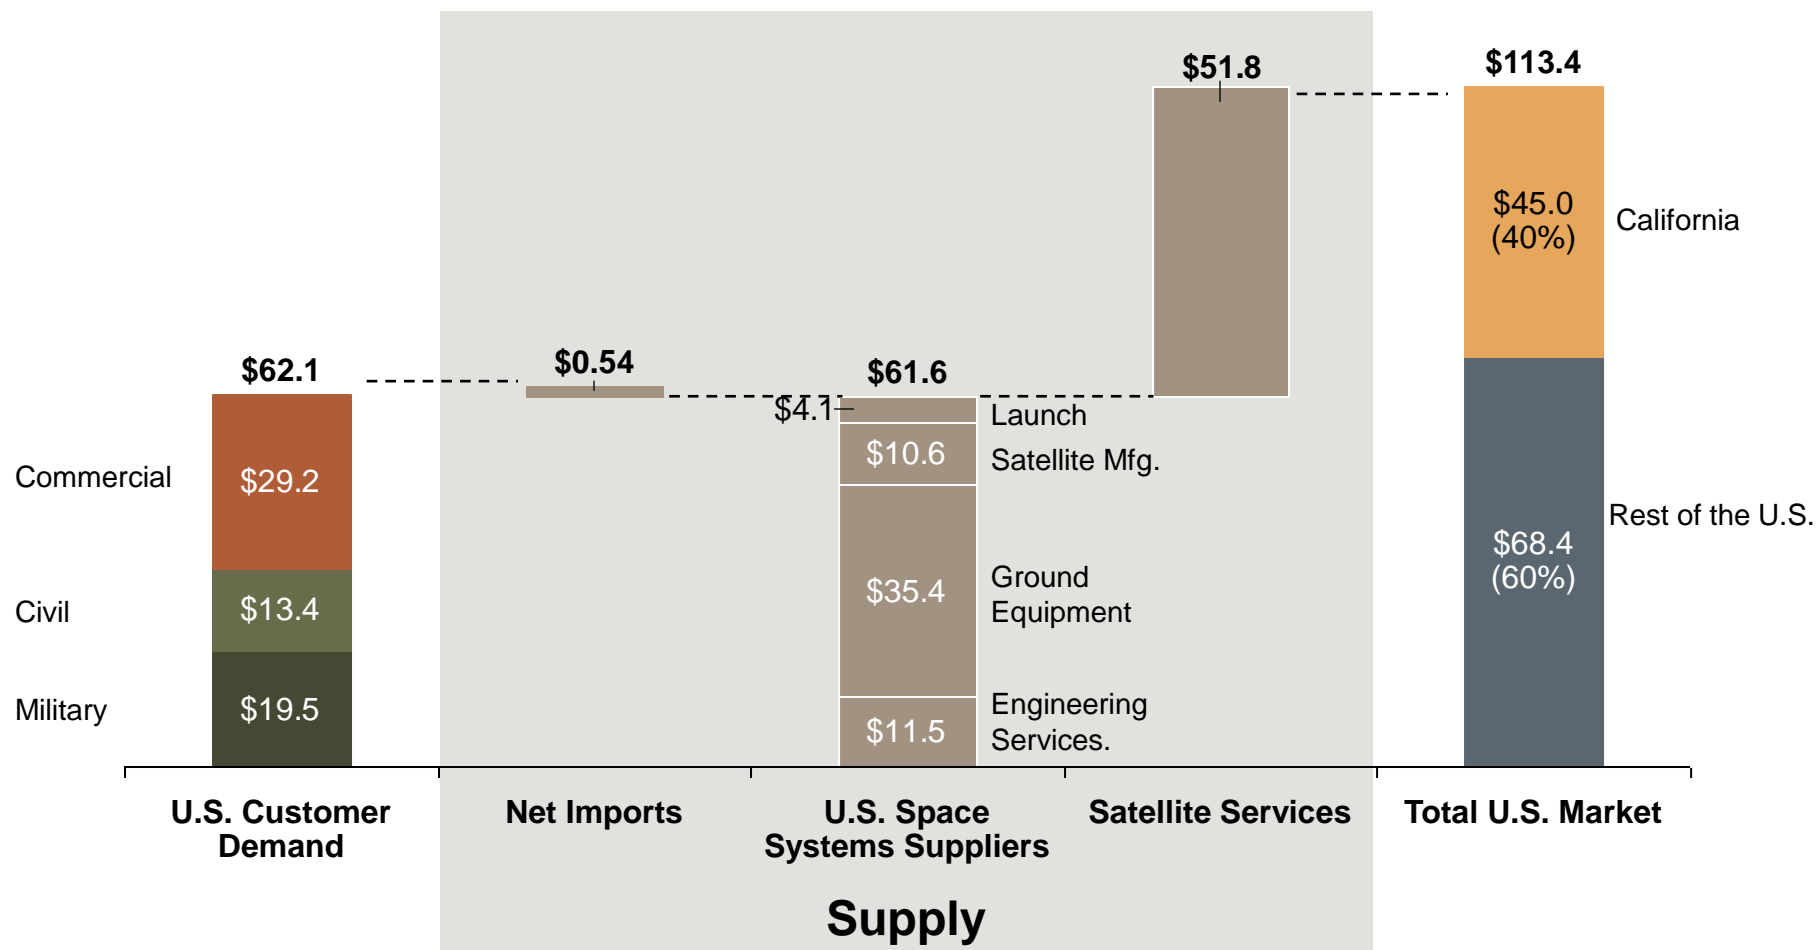 $51.8
$113.4
$45.0
(40%)
California
$62.1
$0.54
$61.6
$4.1
Launch
Commercial
$29.2
$10.6
Satellite Mfg.
Rest of the U.S.
$68.4
(60%)
Civil
$13.4
$35.4
Ground
Equipment
Military
$19.5
$11.5
Engineering
Services.
U.S. Customer
Demand
Net Imports
U.S. Space
Systems Suppliers
Satellite Services
Total U.S. Market
Supply